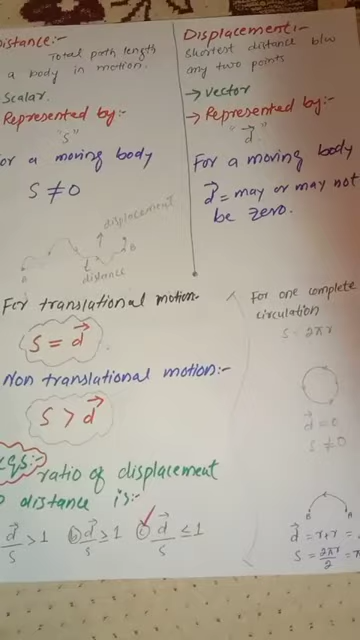 Distance:-
Total path length
a body in motion.
Scalar.
Represented by:-
"S"
For a moving body
S ≠ 0
displacement
A
B
distance
Displacement:-
Shortest distance b/w
any two points
→ vector
→ Represented by:-
"d⃗"
For a moving body
d⃗ = may or may not
be zero.
For translational motion-
S = d⃗
Non translational motion:-
S > d⃗
ratio of displacement
distance is:-
d⃗/S > 1 (b) d⃗/S ≥ 1 (c) d⃗/S ≤ 1
For one complete
circulation
S = 2πr
d⃗ = 0
S ≠ 0
B A
d⃗ = r+r =
S = 2πr/2 =